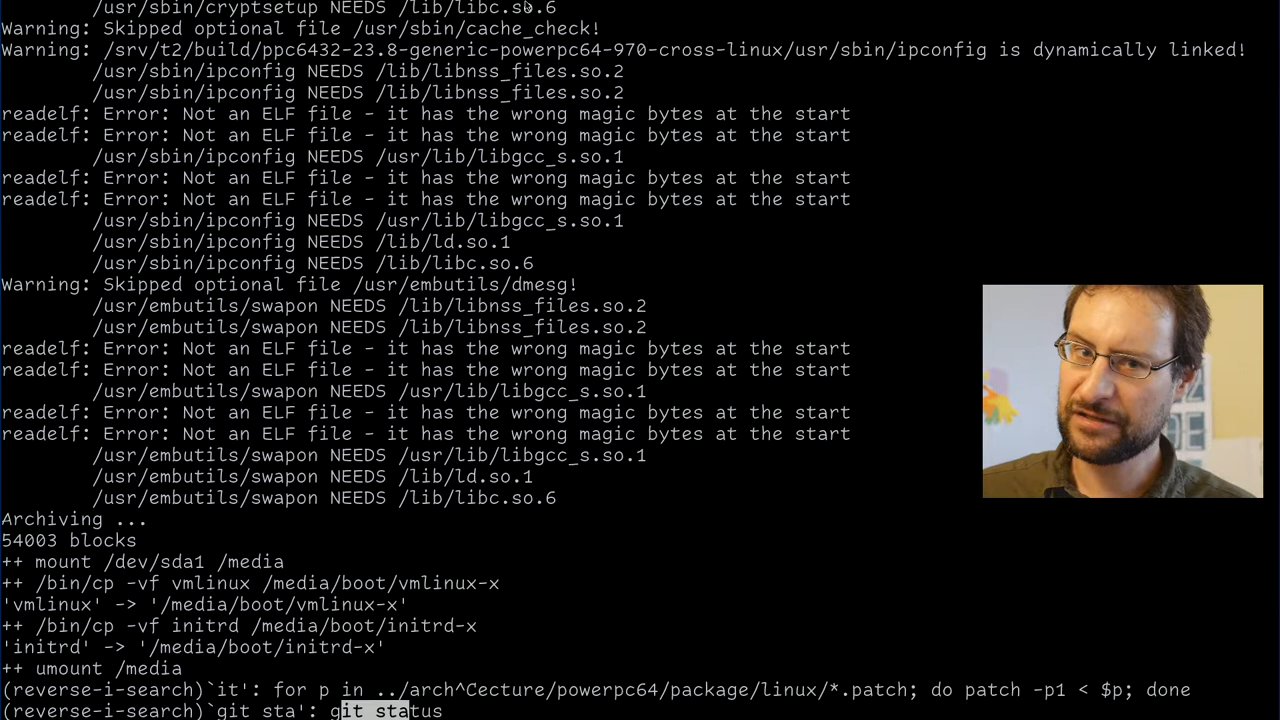 /usr/sbin/cryptsetup NEEDS /lib/libc.so.6
Warning: Skipped optional file /usr/sbin/cache_check!
Warning: /srv/t2/build/ppc6432-23.8-generic-powerpc64-970-cross-linux/usr/sbin/ipconfig is dynamically linked!
/usr/sbin/ipconfig NEEDS /lib/libnss_files.so.2
/usr/sbin/ipconfig NEEDS /lib/libnss_files.so.2
readelf: Error: Not an ELF file - it has the wrong magic bytes at the start
readelf: Error: Not an ELF file - it has the wrong magic bytes at the start
/usr/sbin/ipconfig NEEDS /usr/lib/libgcc_s.so.1
readelf: Error: Not an ELF file - it has the wrong magic bytes at the start
readelf: Error: Not an ELF file - it has the wrong magic bytes at the start
/usr/sbin/ipconfig NEEDS /usr/lib/libgcc_s.so.1
/usr/sbin/ipconfig NEEDS /lib/ld.so.1
/usr/sbin/ipconfig NEEDS /lib/libc.so.6
Warning: Skipped optional file /usr/embutils/dmesg!
/usr/embutils/swapon NEEDS /lib/libnss_files.so.2
/usr/embutils/swapon NEEDS /lib/libnss_files.so.2
readelf: Error: Not an ELF file - it has the wrong magic bytes at the start
readelf: Error: Not an ELF file - it has the wrong magic bytes at the start
/usr/embutils/swapon NEEDS /usr/lib/libgcc_s.so.1
readelf: Error: Not an ELF file - it has the wrong magic bytes at the start
readelf: Error: Not an ELF file - it has the wrong magic bytes at the start
/usr/embutils/swapon NEEDS /usr/lib/libgcc_s.so.1
/usr/embutils/swapon NEEDS /lib/ld.so.1
/usr/embutils/swapon NEEDS /lib/libc.so.6
Archiving ...
54003 blocks
++ mount /dev/sda1 /media
++ /bin/cp -vf vmlinux /media/boot/vmlinux-x
'vmlinux' -> '/media/boot/vmlinux-x'
++ /bin/cp -vf initrd /media/boot/initrd-x
'initrd' -> '/media/boot/initrd-x'
++ umount /media
(reverse-i-search)`it': for p in ../arch^Cecture/powerpc64/package/linux/*.patch; do patch -p1 < $p; done
(reverse-i-search)`git sta': git status